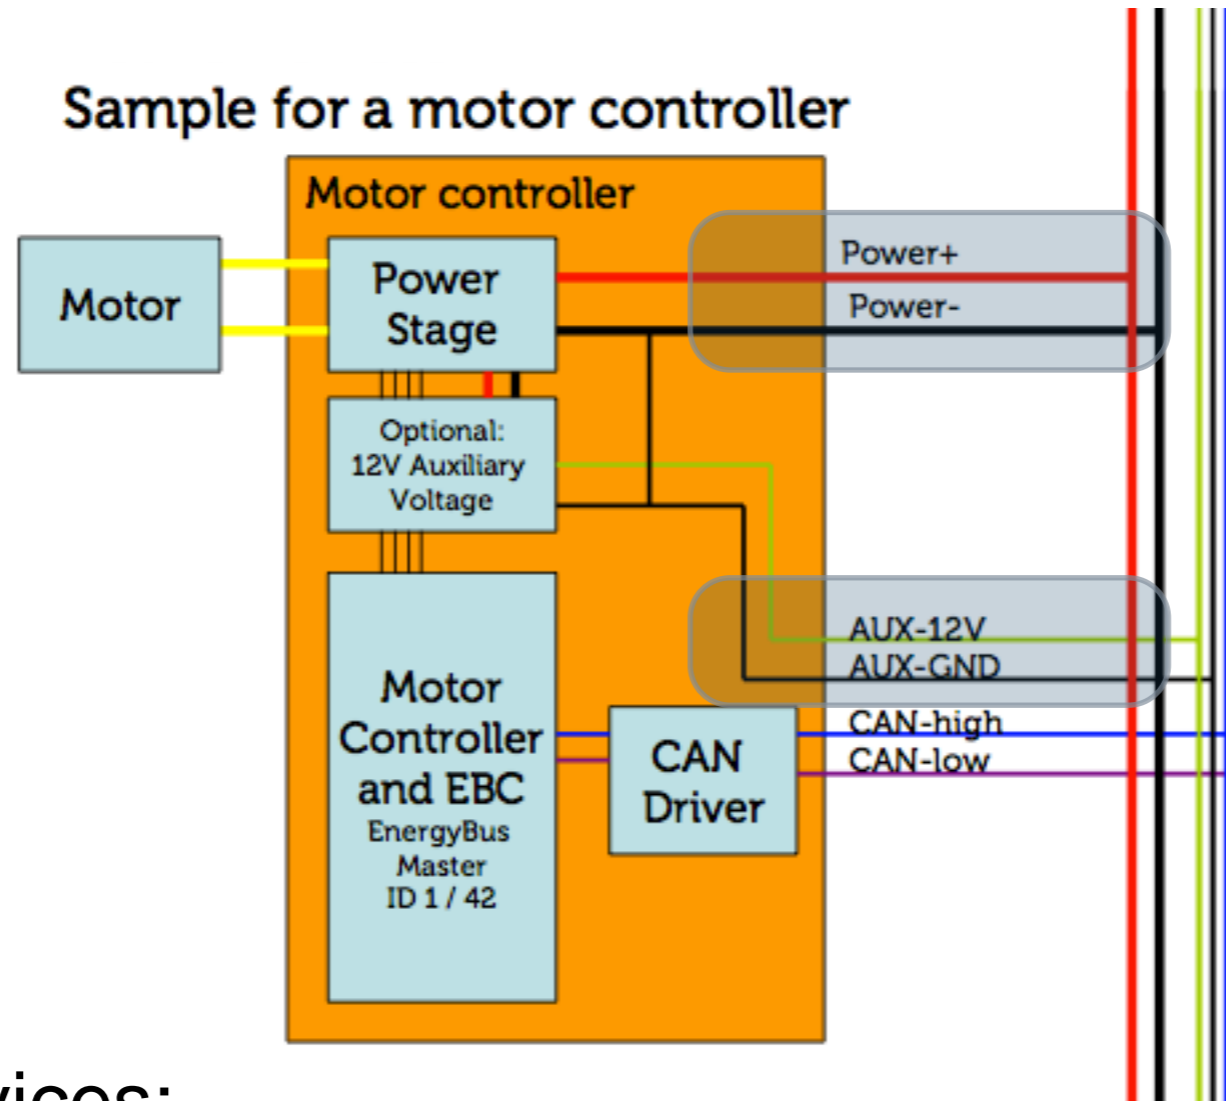 Sample for a motor controller
Motor controller
Motor
Power
Stage
Power+
Power-
Optional:
12V Auxiliary
Voltage
AUX-12V
AUX-GND
CAN-high
CAN-low
Motor
Controller
and EBC
EnergyBus
Master
ID 1 / 42
CAN
Driver